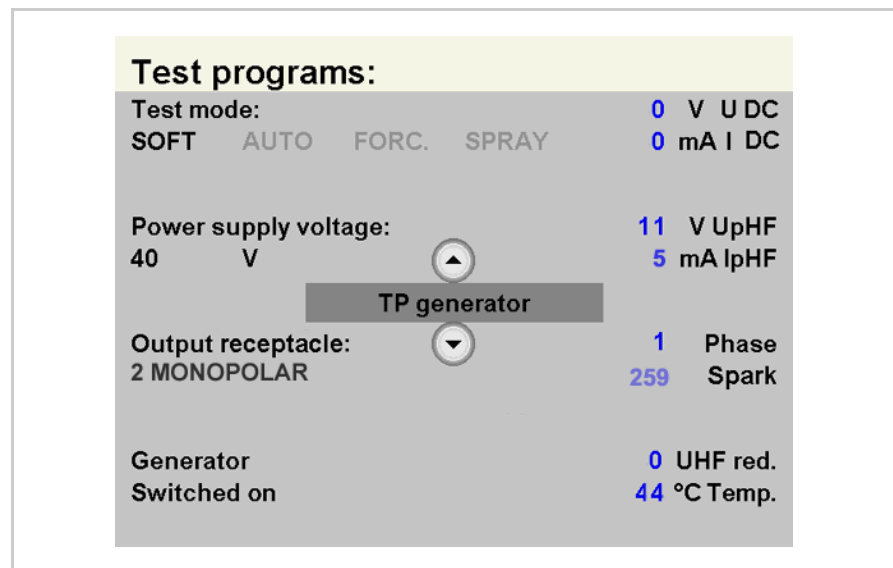 Test programs:
Test mode: 0 V U DC
SOFT AUTO FORC. SPRAY 0 mA I DC
Power supply voltage: 11 V UpHF
40 V 5 mA IpHF
TP generator
Output receptacle: 1 Phase
2 MONOPOLAR 259 Spark
Generator 0 UHF red.
Switched on 44 °C Temp.